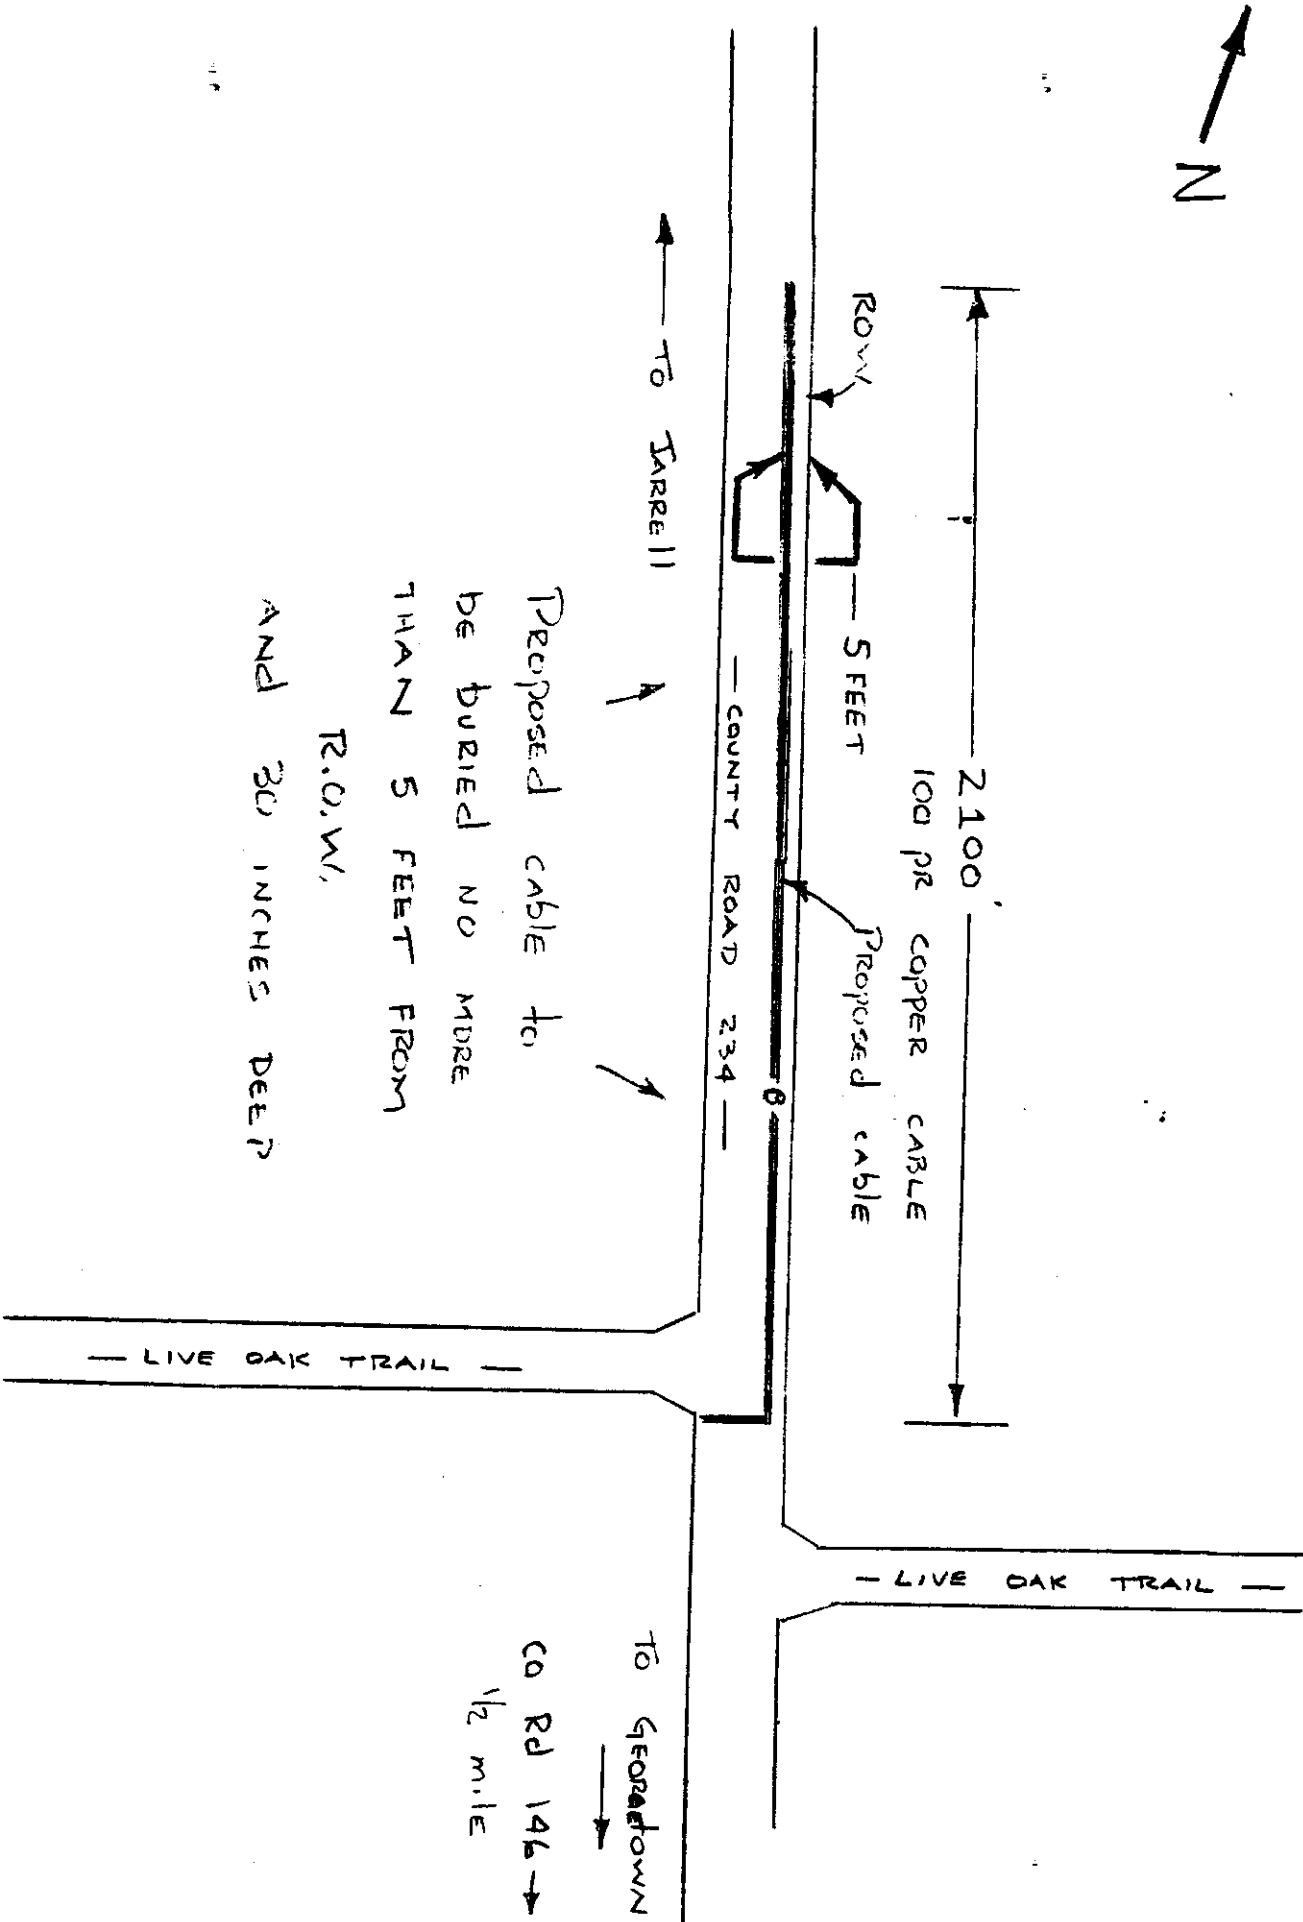 N
2100'
100 PR COPPER CABLE
ROW
5 FEET
PROPOSED CABLE
— COUNTY ROAD 234 —
TO JARRELL
PROPOSED CABLE to
bE bURIEd NO MORE
THAN 5 FEET FROM
R.O.W.
AND 30 INCHES DEEP
— LIVE OAK TRAIL —
— LIVE OAK TRAIL —
TO GEORGETOWN
CO Rd 146
1/2 MILE